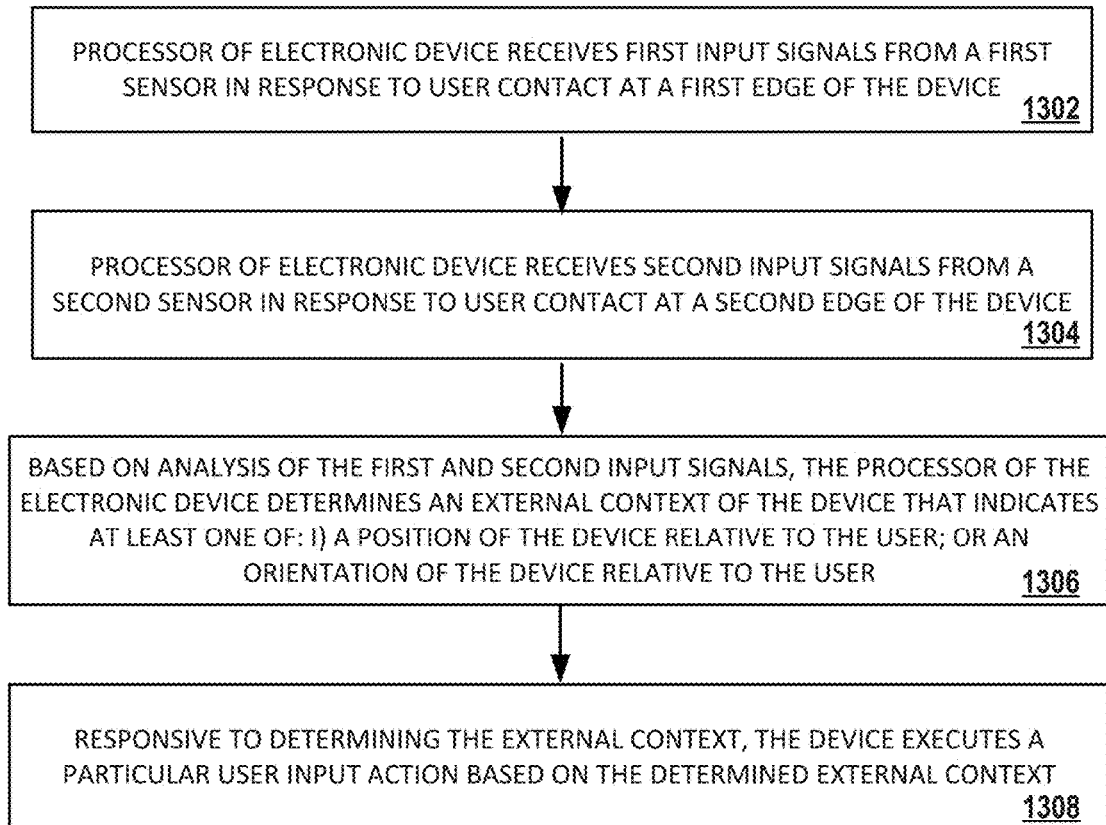 PROCESSOR OF ELECTRONIC DEVICE RECEIVES FIRST INPUT SIGNALS FROM A FIRST
SENSOR IN RESPONSE TO USER CONTACT AT A FIRST EDGE OF THE DEVICE
1302
PROCESSOR OF ELECTRONIC DEVICE RECEIVES SECOND INPUT SIGNALS FROM A
SECOND SENSOR IN RESPONSE TO USER CONTACT AT A SECOND EDGE OF THE DEVICE
1304
BASED ON ANALYSIS OF THE FIRST AND SECOND INPUT SIGNALS, THE PROCESSOR OF THE
ELECTRONIC DEVICE DETERMINES AN EXTERNAL CONTEXT OF THE DEVICE THAT INDICATES
AT LEAST ONE OF: I) A POSITION OF THE DEVICE RELATIVE TO THE USER; OR AN
ORIENTATION OF THE DEVICE RELATIVE TO THE USER
1306
RESPONSIVE TO DETERMINING THE EXTERNAL CONTEXT, THE DEVICE EXECUTES A
PARTICULAR USER INPUT ACTION BASED ON THE DETERMINED EXTERNAL CONTEXT
1308